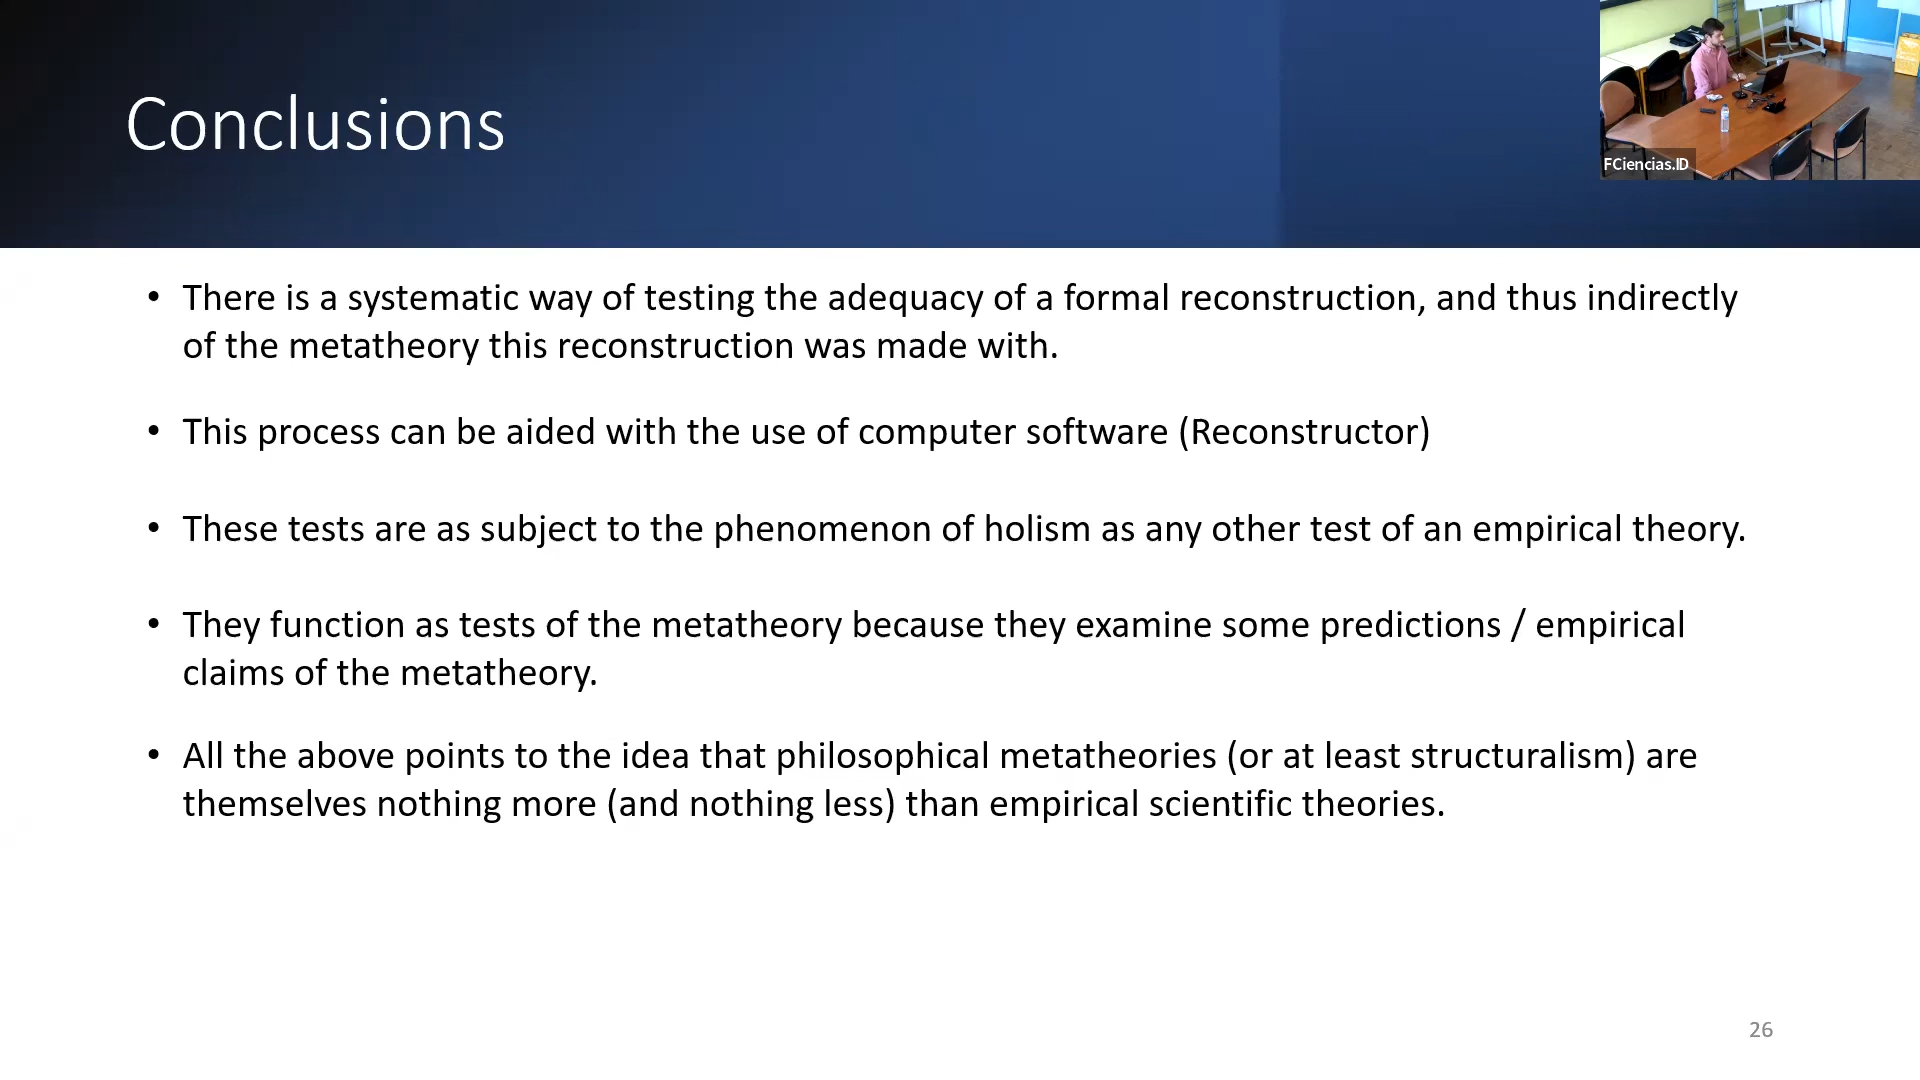 Conclusions
FCiencias.ID
• There is a systematic way of testing the adequacy of a formal reconstruction, and thus indirectly
of the metatheory this reconstruction was made with.
• This process can be aided with the use of computer software (Reconstructor)
• These tests are as subject to the phenomenon of holism as any other test of an empirical theory.
• They function as tests of the metatheory because they examine some predictions / empirical
claims of the metatheory.
• All the above points to the idea that philosophical metatheories (or at least structuralism) are
themselves nothing more (and nothing less) than empirical scientific theories.
26